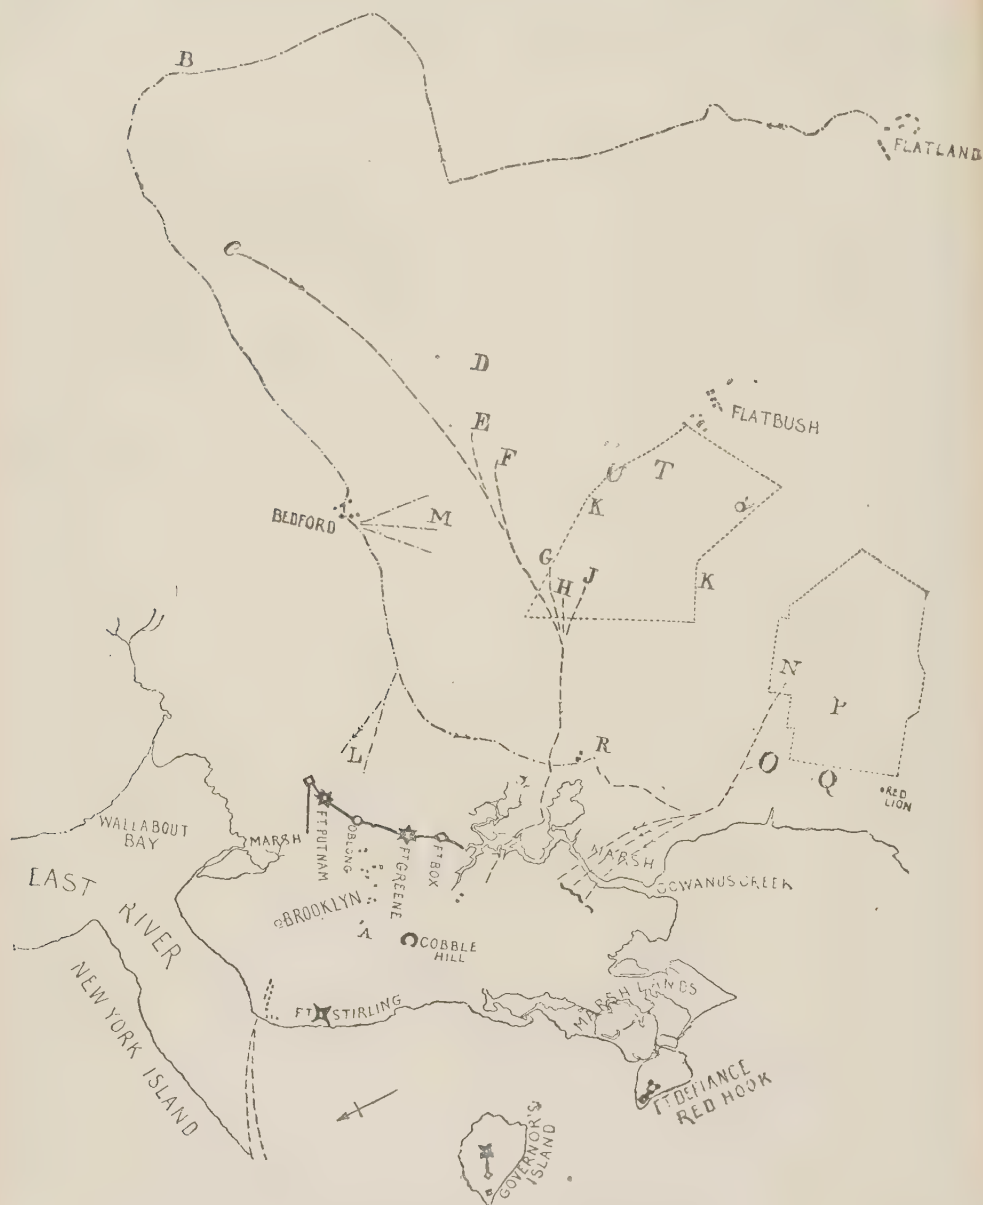 B
FLATLAND
C
D
E
F
FLATBUSH
U
T
K
BEDFORD
M
G
H
J
K
N
P
L
R
O
Q
RED
LION
WALLABOUT
BAY
MARSH
FT PUTNAM
OBLONG
FT GREENE
FT BOX
MARSH
GOWANUS CREEK
EAST
RIVER
BROOKLYN
A
COBBLE
HILL
NEW YORK ISLAND
FT STIRLING
MARSH LANDS
FT DEFIANCE
RED HOOK
GOVERNOR'S
ISLAND